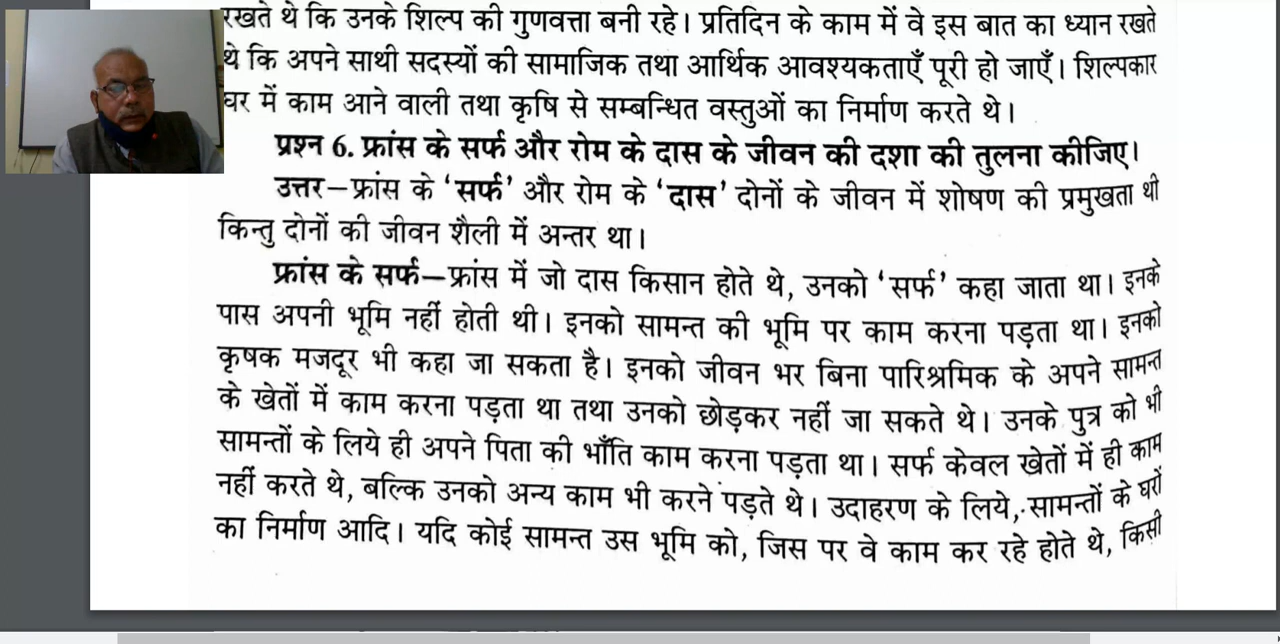 रखते थे कि उनके शिल्प की गुणवत्ता बनी रहे। प्रतिदिन के काम में वे इस बात का ध्यान रखते
थे कि अपने साथी सदस्यों की सामाजिक तथा आर्थिक आवश्यकताएँ पूरी हो जाएँ। शिल्पकार
घर में काम आने वाली तथा कृषि से सम्बन्धित वस्तुओं का निर्माण करते थे।
प्रश्न 6. फ्रांस के सर्फ और रोम के दास के जीवन की दशा की तुलना कीजिए।
उत्तर–फ्रांस के ‘सर्फ’ और रोम के ‘दास’ दोनों के जीवन में शोषण की प्रमुखता थी
किन्तु दोनों की जीवन शैली में अन्तर था।
फ्रांस के सर्फ–फ्रांस में जो दास किसान होते थे, उनको ‘सर्फ’ कहा जाता था। इनके
पास अपनी भूमि नहीं होती थी। इनको सामन्त की भूमि पर काम करना पड़ता था। इनको
कृषक मजदूर भी कहा जा सकता है। इनको जीवन भर बिना पारिश्रमिक के अपने सामन्त
के खेतों में काम करना पड़ता था तथा उनको छोड़कर नहीं जा सकते थे। उनके पुत्र को भी
सामन्तों के लिये ही अपने पिता की भाँति काम करना पड़ता था। सर्फ केवल खेतों में ही काम
नहीं करते थे, बल्कि उनको अन्य काम भी करने पड़ते थे। उदाहरण के लिये, सामन्तों के घरों
का निर्माण आदि। यदि कोई सामन्त उस भूमि को, जिस पर वे काम कर रहे होते थे, किसी